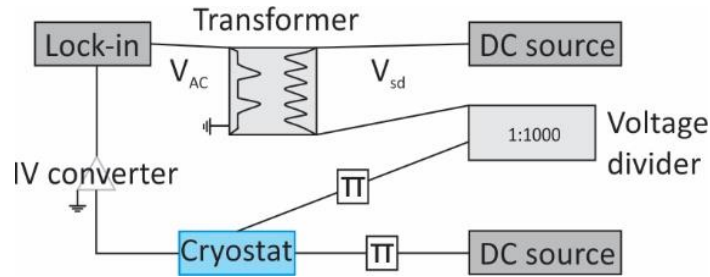 Transformer
Lock-in
DC source
V_AC
V_sd
1:1000
Voltage
divider
IV converter
π
Cryostat
π
DC source